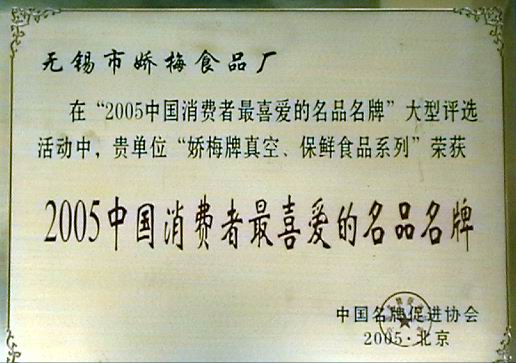 无锡市娇梅食品厂
在“2005中国消费者最喜爱的名品名牌”大型评选
活动中，贵单位“娇梅牌真空、保鲜食品系列”荣获
2005中国消费者最喜爱的名品名牌
中国名牌促进协会
2005·北京